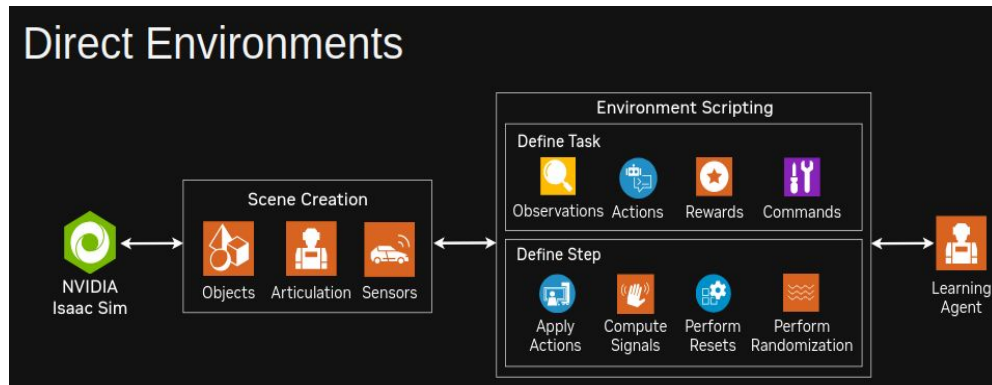 Direct Environments
Environment Scripting
Define Task
Observations
Actions
Rewards
Commands
Scene Creation
Objects
Articulation
Sensors
NVIDIA
Isaac Sim
Define Step
Apply
Actions
Compute
Signals
Perform
Resets
Perform
Randomization
Learning
Agent